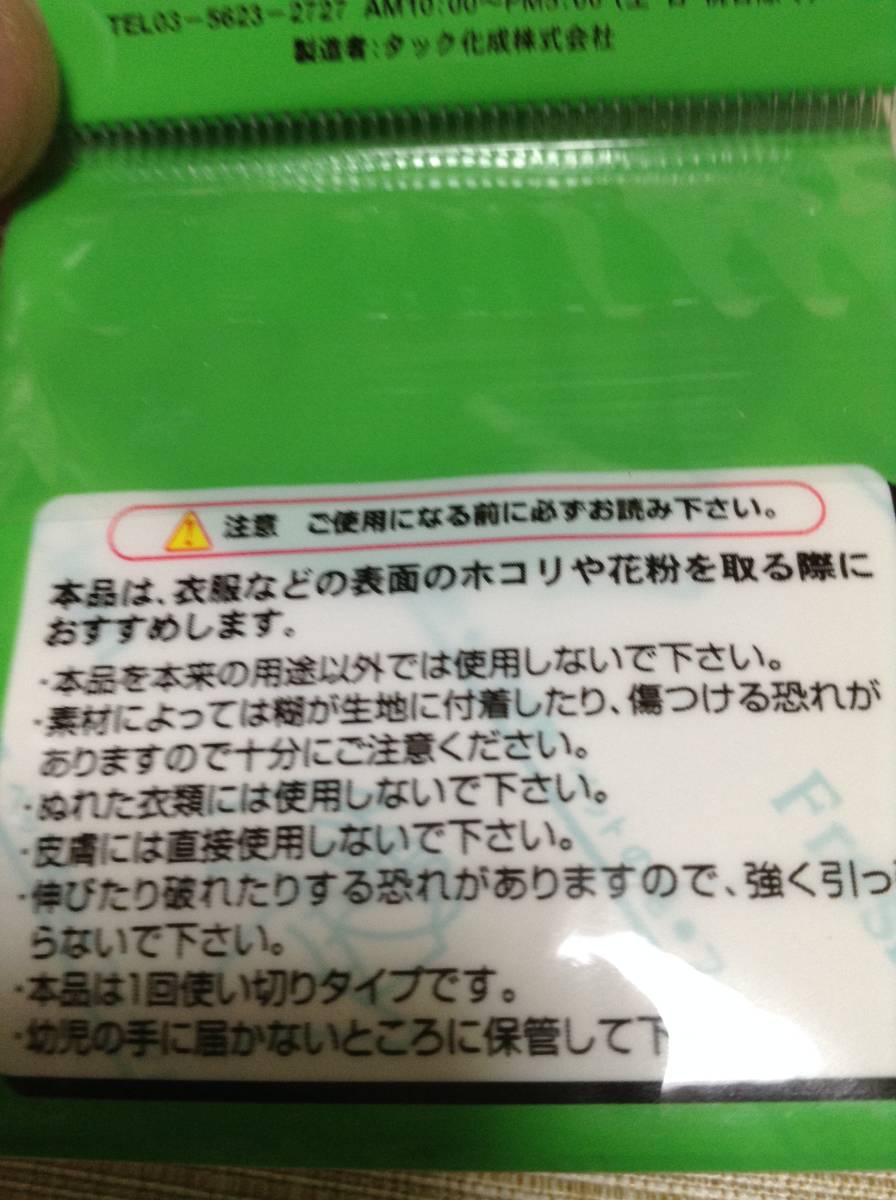 TEL03-5623-2727 AM10:00〜PM5:00
製造者:タック化成株式会社
注意 ご使用になる前に必ずお読み下さい。
本品は、衣服などの表面のホコリや花粉を取る際に
おすすめします。
・本品を本来の用途以外では使用しないで下さい。
・素材によっては糊が生地に付着したり、傷つける恐れが
ありますので十分にご注意ください。
・ぬれた衣類には使用しないで下さい。
・皮膚には直接使用しないで下さい。
・伸びたり破れたりする恐れがありますので、強く引っ
らないで下さい。
・本品は1回使い切りタイプです。
・幼児の手に届かないところに保管して下